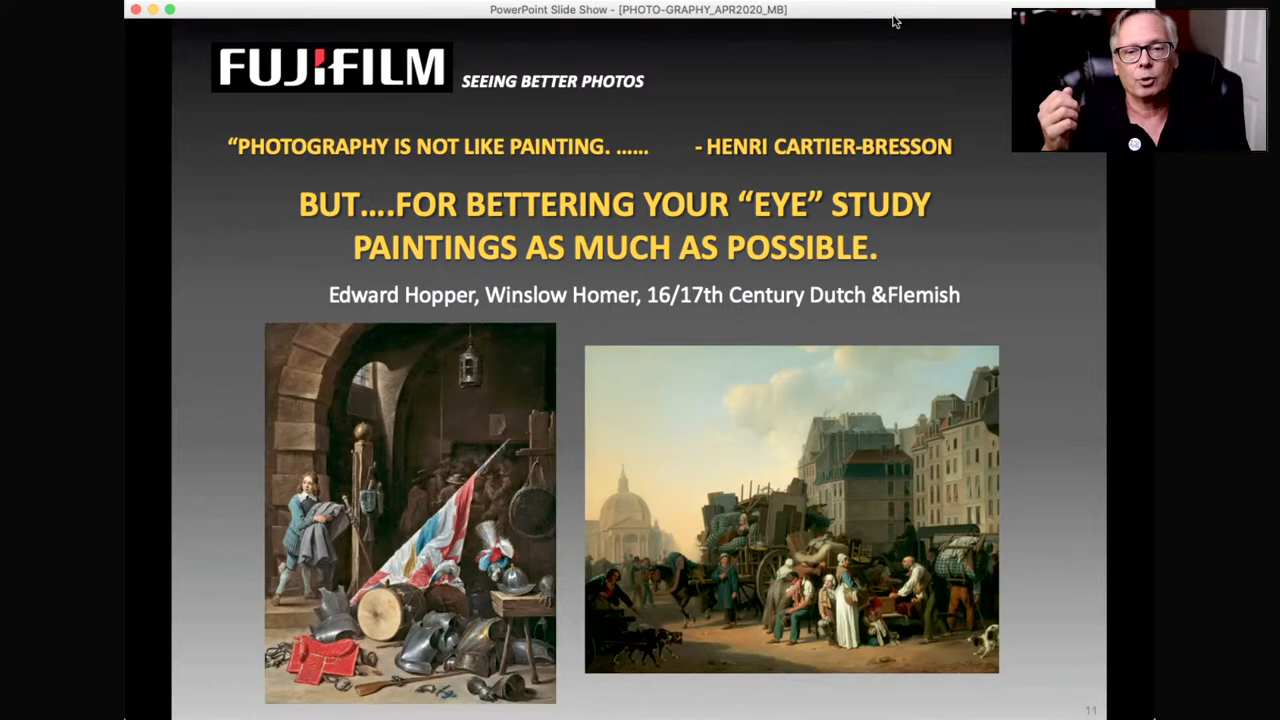 PowerPoint Slide Show - [PHOTO-GRAPHY_APR2020_MB]
FUJIFILM SEEING BETTER PHOTOS
“PHOTOGRAPHY IS NOT LIKE PAINTING. …… - HENRI CARTIER-BRESSON
BUT….FOR BETTERING YOUR “EYE” STUDY
PAINTINGS AS MUCH AS POSSIBLE.
Edward Hopper, Winslow Homer, 16/17th Century Dutch &Flemish
11